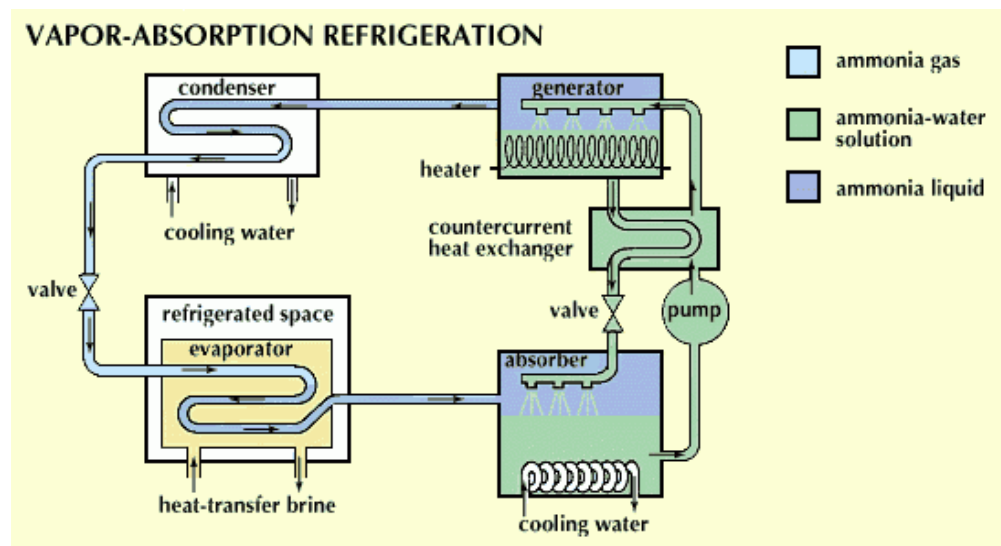 VAPOR-ABSORPTION REFRIGERATION
condenser
generator
heater
cooling water
countercurrent
heat exchanger
valve
valve
pump
refrigerated space
evaporator
absorber
heat-transfer brine
cooling water
ammonia gas
ammonia-water
solution
ammonia liquid